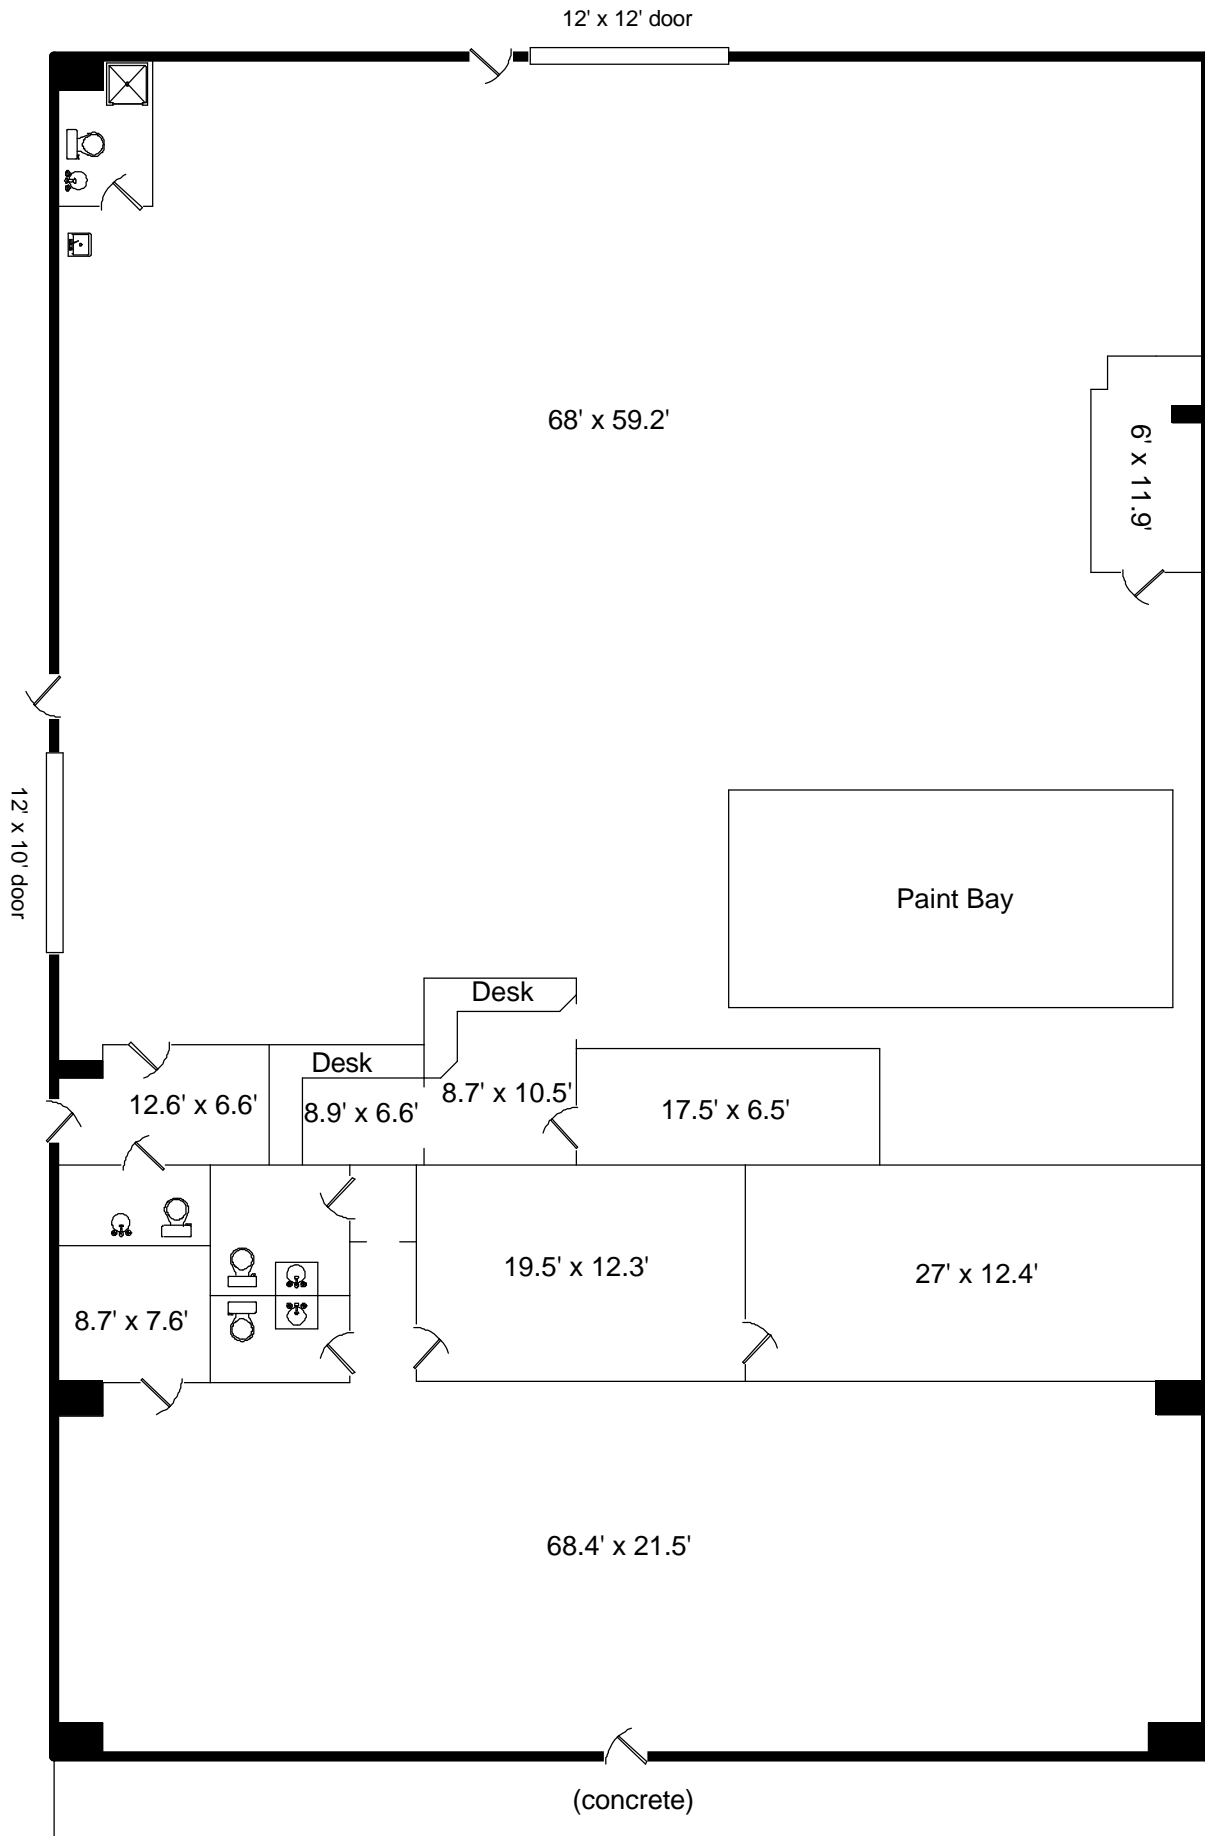 12' x 12' door
68' x 59.2'
6' x 11.9'
12' x 10' door
Paint Bay
Desk
Desk
8.7' x 10.5'
12.6' x 6.6'
8.9' x 6.6'
17.5' x 6.5'
19.5' x 12.3'
27' x 12.4'
8.7' x 7.6'
68.4' x 21.5'
(concrete)